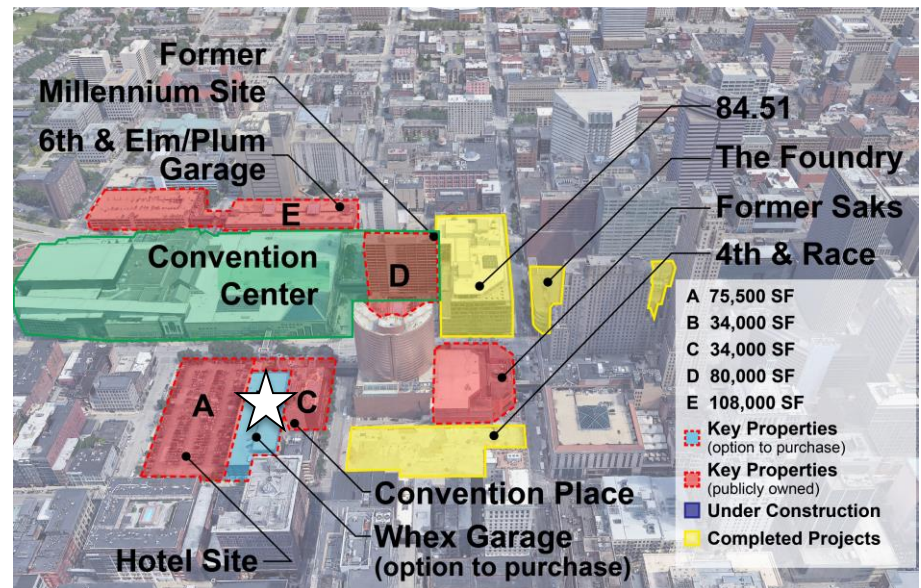 Former
Millennium Site
6th & Elm/Plum
Garage
84.51
The Foundry
Former Saks
4th & Race
E
Convention
Center
D
A
C
A 75,500 SF
B 34,000 SF
C 34,000 SF
D 80,000 SF
E 108,000 SF
Key Properties
(option to purchase)
Key Properties
(publicly owned)
Under Construction
Completed Projects
Convention Place
Whex Garage
(option to purchase)
Hotel Site